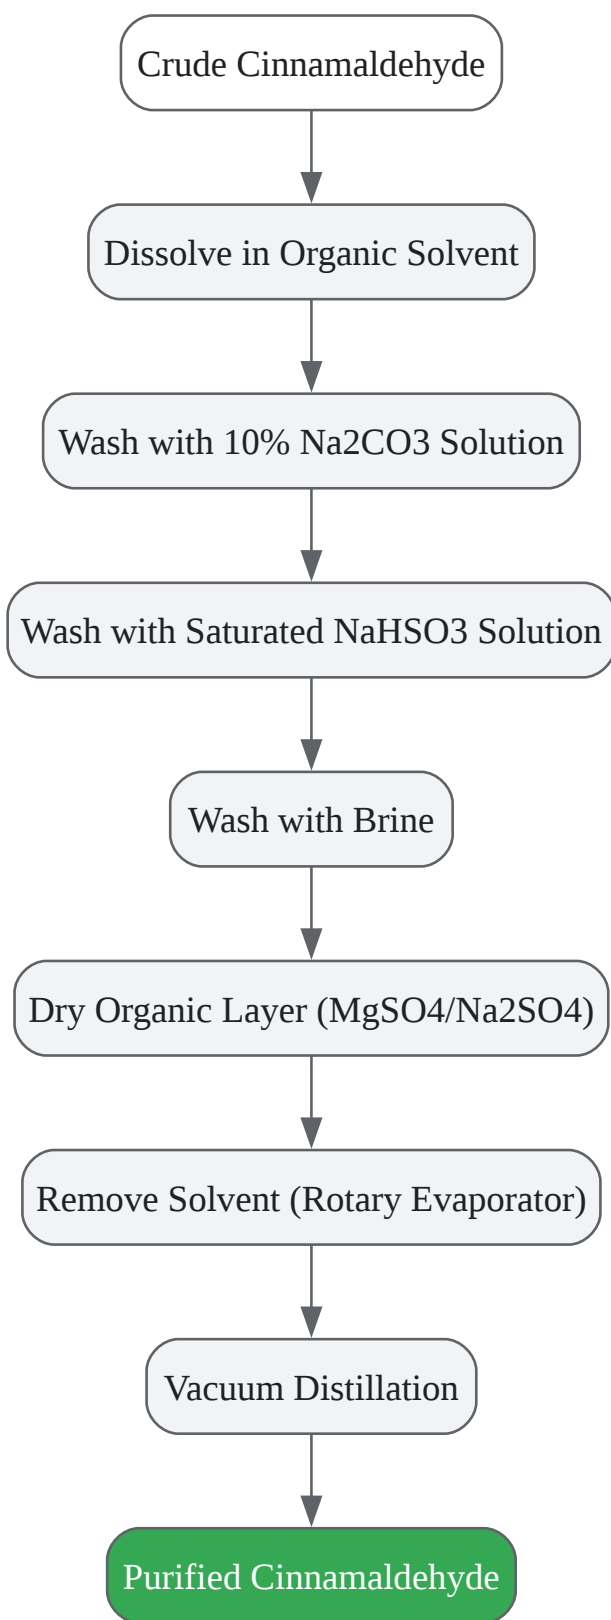 Crude Cinnamaldehyde
Dissolve in Organic Solvent
Wash with 10% Na2CO3 Solution
Wash with Saturated NaHSO3 Solution
Wash with Brine
Dry Organic Layer (MgSO4/Na2SO4)
Remove Solvent (Rotary Evaporator)
Vacuum Distillation
Purified Cinnamaldehyde